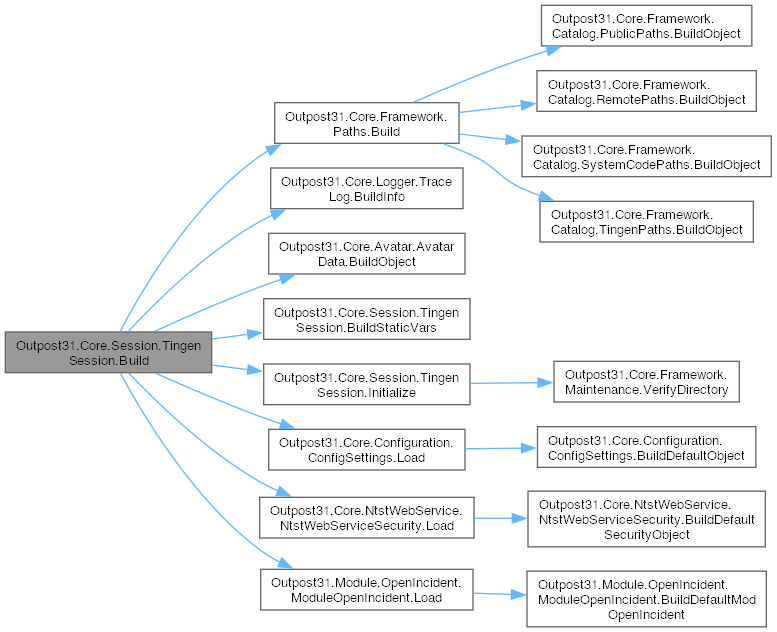 Outpost31.Core.Framework.
Catalog.PublicPaths.BuildObject
Outpost31.Core.Framework.
Catalog.RemotePaths.BuildObject
Outpost31.Core.Framework.
Paths.Build
Outpost31.Core.Framework.
Catalog.SystemCodePaths.BuildObject
Outpost31.Core.Logger.Trace
Log.BuildInfo
Outpost31.Core.Framework.
Catalog.TingenPaths.BuildObject
Outpost31.Core.Avatar.Avatar
Data.BuildObject
Outpost31.Core.Session.Tingen
Session.BuildStaticVars
Outpost31.Core.Session.Tingen
Session.Build
Outpost31.Core.Session.Tingen
Session.Initialize
Outpost31.Core.Framework.
Maintenance.VerifyDirectory
Outpost31.Core.Configuration.
ConfigSettings.Load
Outpost31.Core.Configuration.
ConfigSettings.BuildDefaultObject
Outpost31.Core.NtstWebService.
NtstWebServiceSecurity.Load
Outpost31.Core.NtstWebService.
NtstWebServiceSecurity.BuildDefault
SecurityObject
Outpost31.Module.OpenIncident.
ModuleOpenIncident.Load
Outpost31.Module.OpenIncident.
ModuleOpenIncident.BuildDefaultMod
OpenIncident